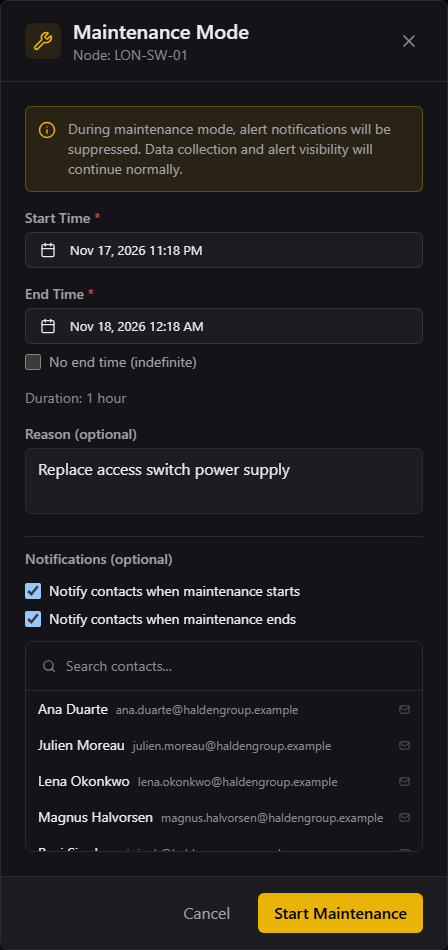 Maintenance Mode
Node: LON-SW-01
During maintenance mode, alert notifications will be
suppressed. Data collection and alert visibility will
continue normally.
Start Time *
Nov 17, 2026 11:18 PM
End Time *
Nov 18, 2026 12:18 AM
No end time (indefinite)
Duration: 1 hour
Reason (optional)
Replace access switch power supply
Notifications (optional)
Notify contacts when maintenance starts
Notify contacts when maintenance ends
Search contacts...
Ana Duarte ana.duarte@haldengroup.example
Julien Moreau julien.moreau@haldengroup.example
Lena Okonkwo lena.okonkwo@haldengroup.example
Magnus Halvorsen magnus.halvorsen@haldengroup.example
Cancel Start Maintenance